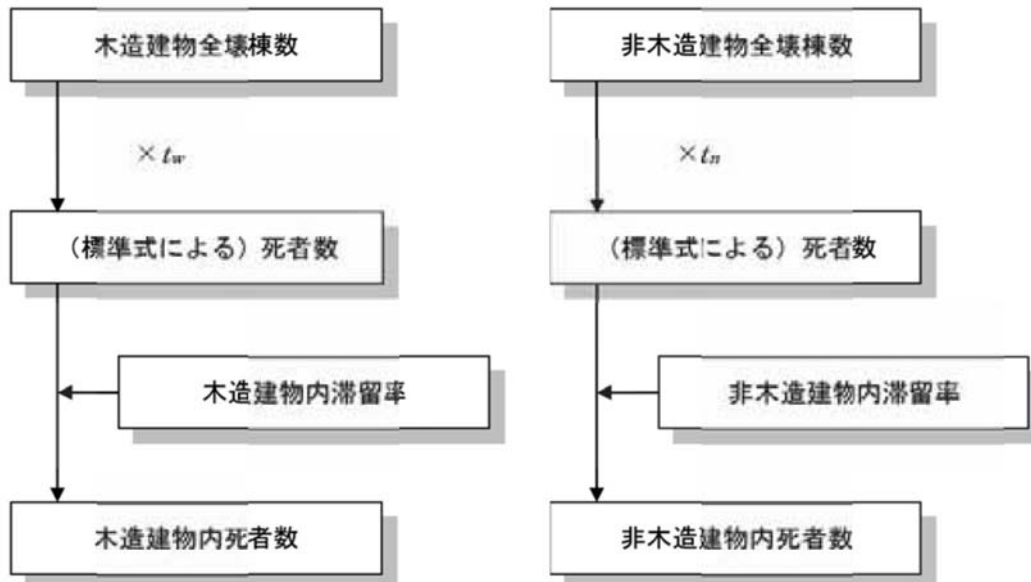 木造建物全壊棟数
非木造建物全壊棟数
×tw
×tn
（標準式による）死者数
（標準式による）死者数
木造建物内滞留率
非木造建物内滞留率
木造建物内死者数
非木造建物内死者数